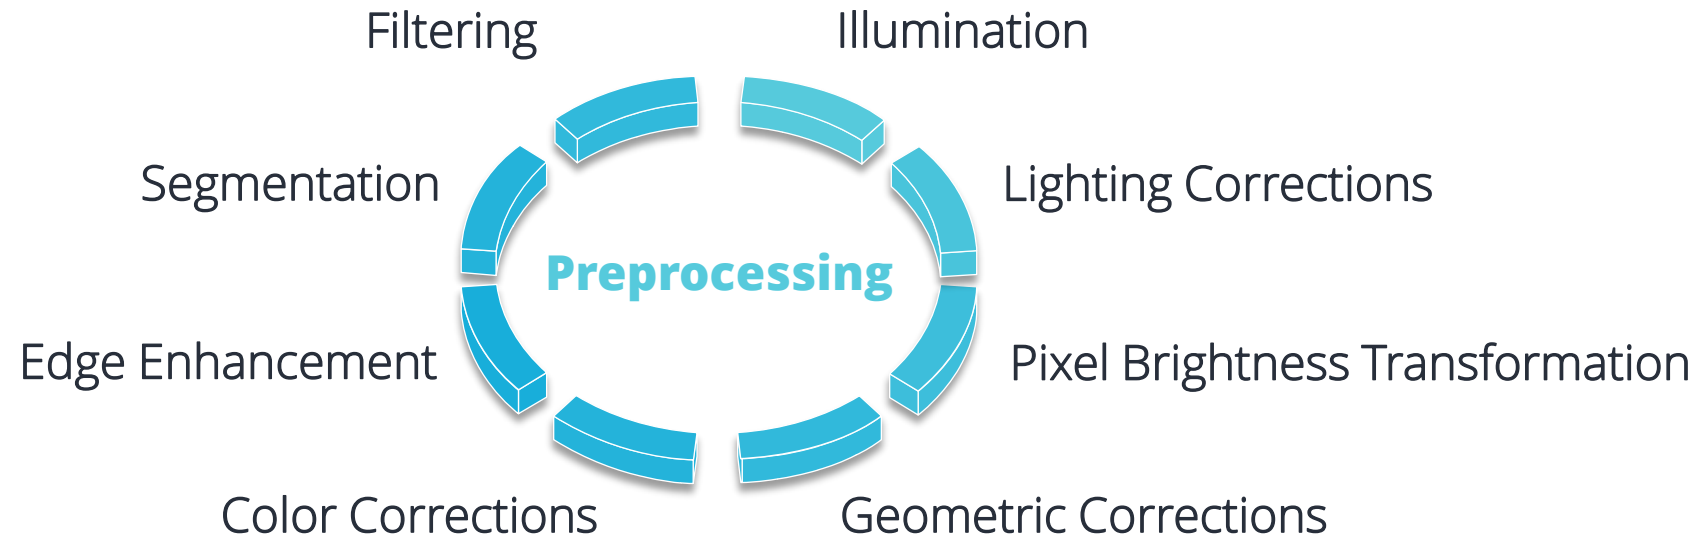 Filtering
Illumination
Segmentation
Lighting Corrections
Preprocessing
Edge Enhancement
Pixel Brightness Transformation
Color Corrections
Geometric Corrections